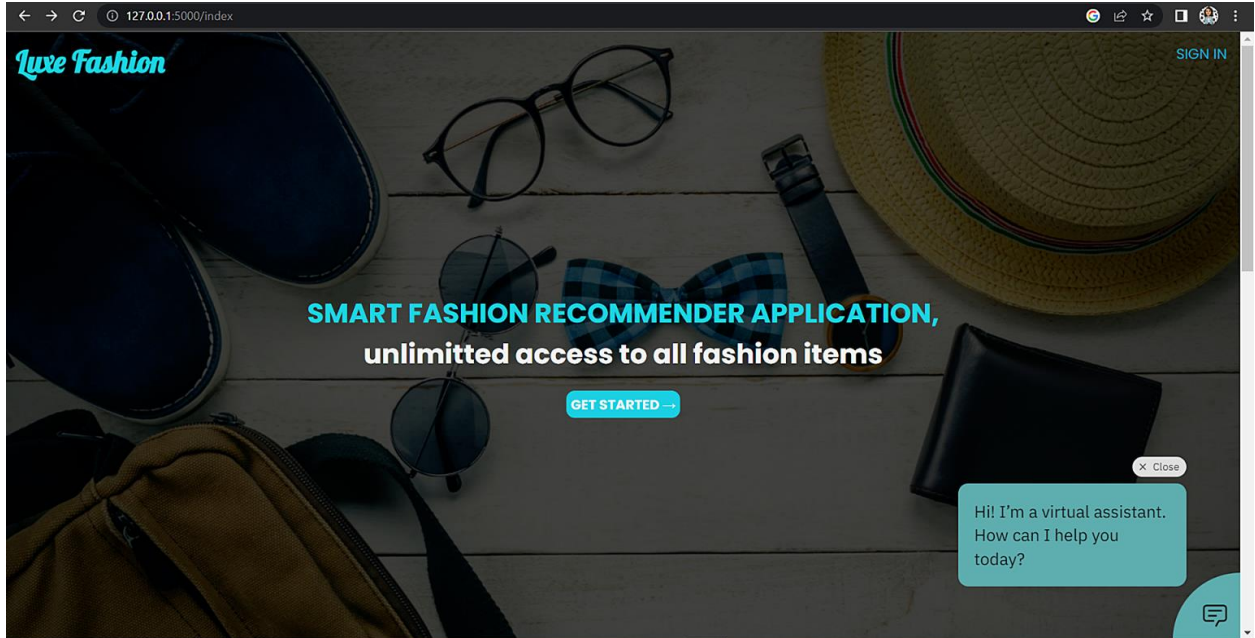 127.0.0.1:5000/index
Luxe Fashion
SIGN IN
SMART FASHION RECOMMENDER APPLICATION,
unlimitted access to all fashion items
GET STARTED →
× Close
Hi! I'm a virtual assistant.
How can I help you
today?